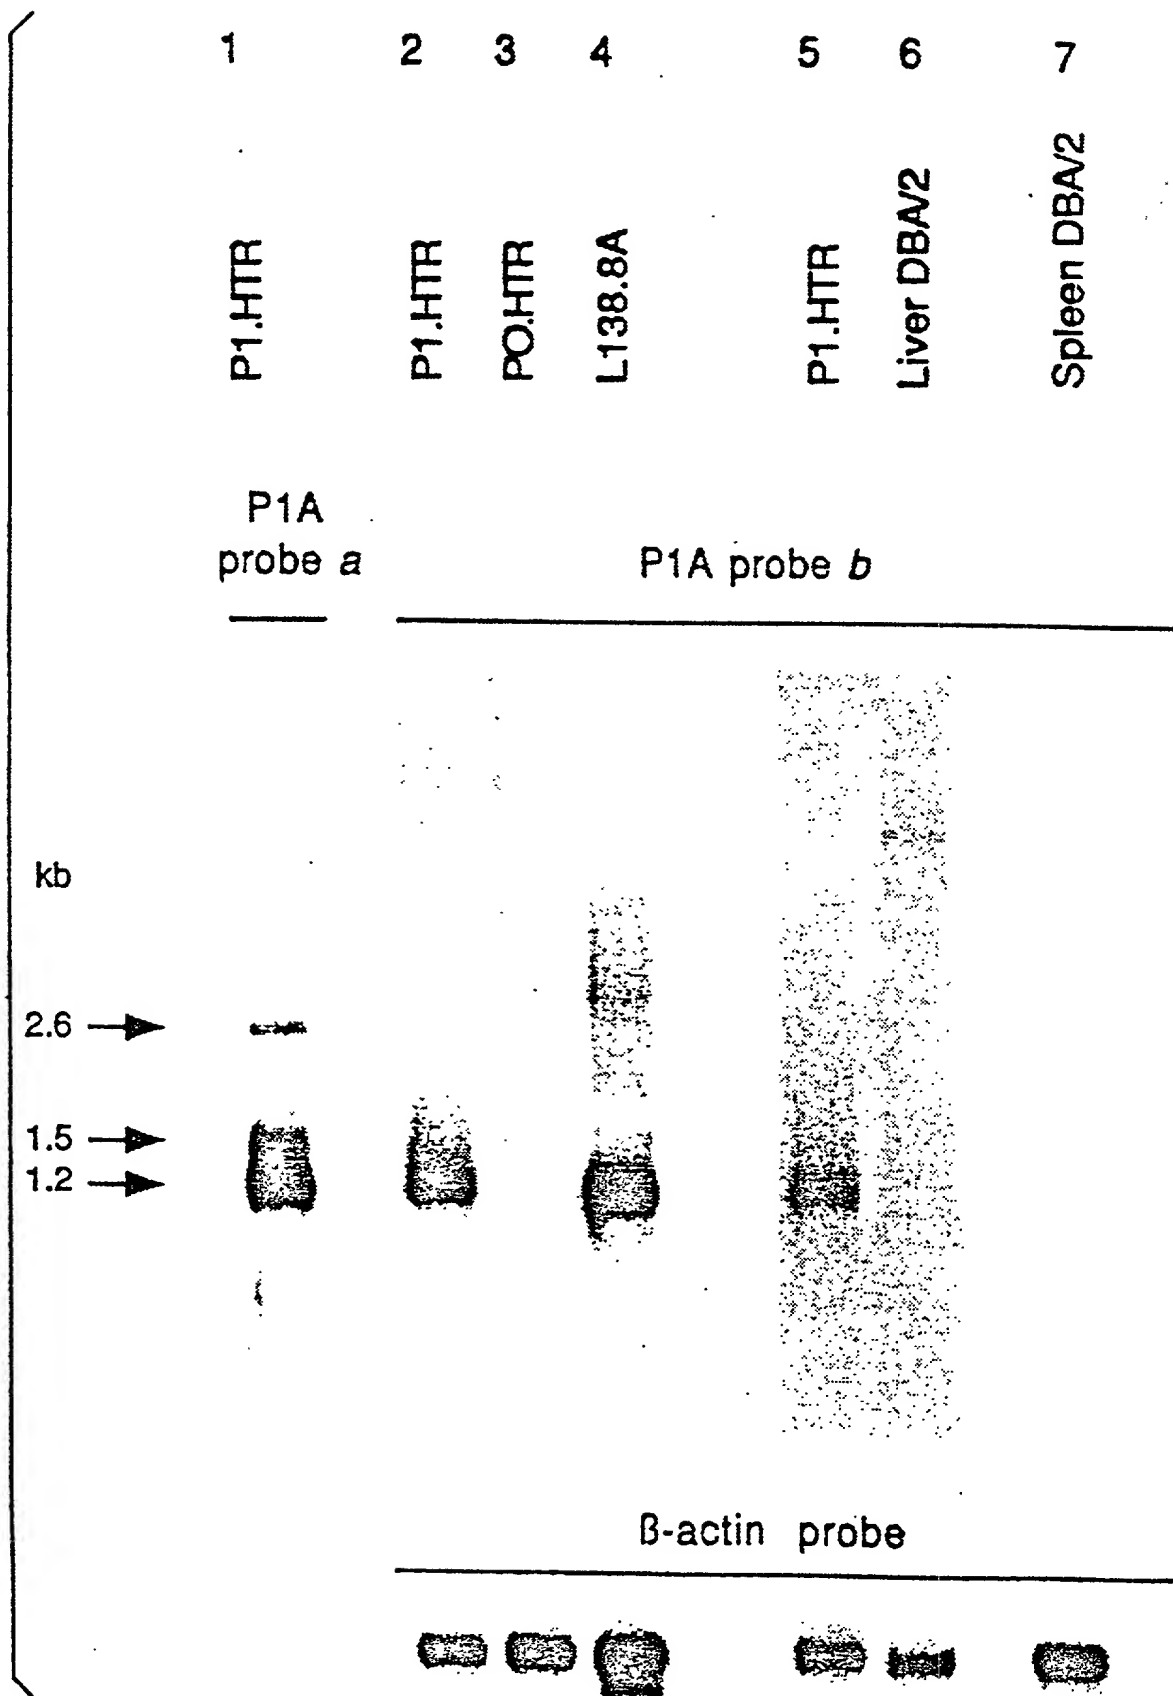 1 2 3 4 5 6 7
P1.HTR
P1.HTR
PO.HTR
L138.8A
P1.HTR
Liver DBA/2
Spleen DBA/2
P1A
probe a
P1A probe b
kb
2.6
1.5
1.2
ß-actin probe